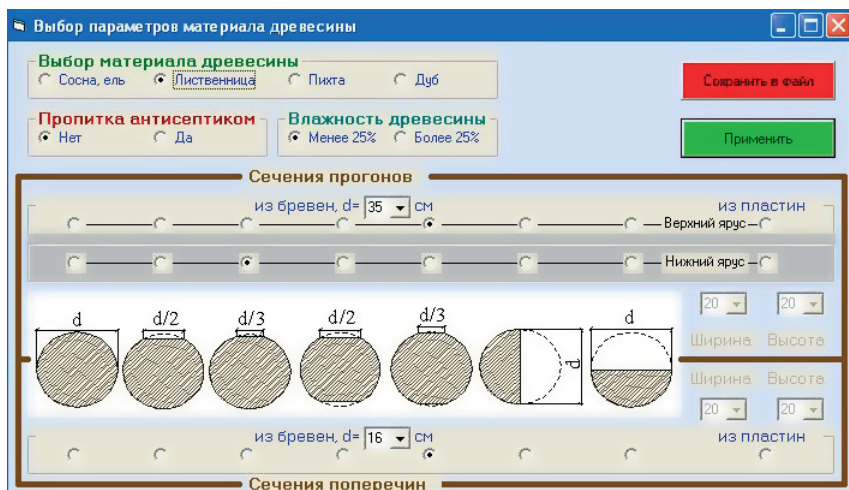 Выбор параметров материала древесины
Выбор материала древесины
Сосна, ель Лиственница Пихта Дуб
Сохранить в файл
Пропитка антисептиком Влажность древесины
Нет Да Менее 25% Более 25%
Применить
Сечения прогонов
из бревен, d= 35 см из пластин
Верхний ярус
Нижний ярус
d d/2 d/3 d/2 d/3 d d
20 20
Ширина Высота
Ширина Высота
20 20
из бревен, d= 16 см из пластин
Сечения поперечин